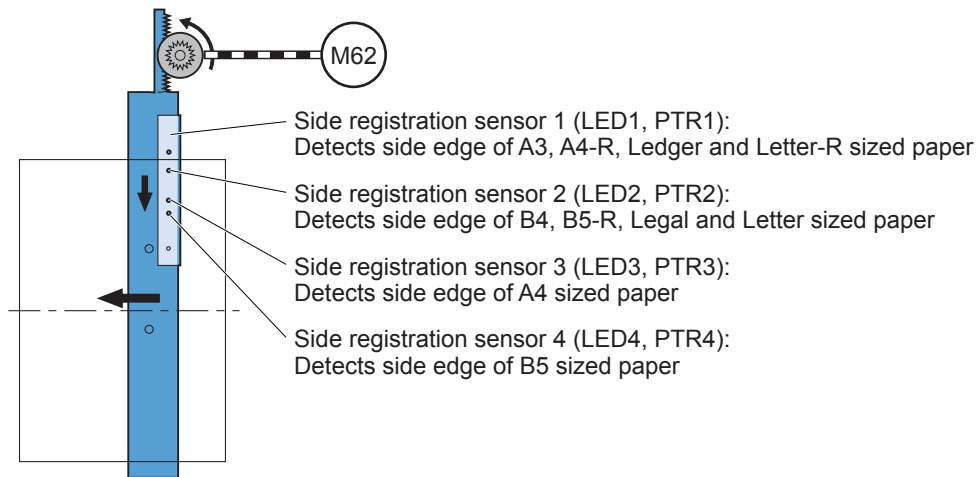 M62
Side registration sensor 1 (LED1, PTR1):
Detects side edge of A3, A4-R, Ledger and Letter-R sized paper
Side registration sensor 2 (LED2, PTR2):
Detects side edge of B4, B5-R, Legal and Letter sized paper
Side registration sensor 3 (LED3, PTR3):
Detects side edge of A4 sized paper
Side registration sensor 4 (LED4, PTR4):
Detects side edge of B5 sized paper